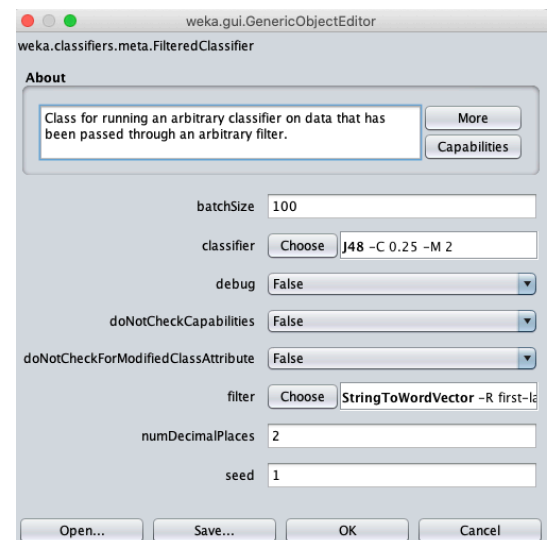 weka.gui.GenericObjectEditor
weka.classifiers.meta.FilteredClassifier
About
Class for running an arbitrary classifier on data that has
been passed through an arbitrary filter.
More
Capabilities
batchSize 100
classifier Choose J48 -C 0.25 -M 2
debug False
doNotCheckCapabilities False
doNotCheckForModifiedClassAttribute False
filter Choose StringToWordVector -R first-la
numDecimalPlaces 2
seed 1
Open... Save... OK Cancel